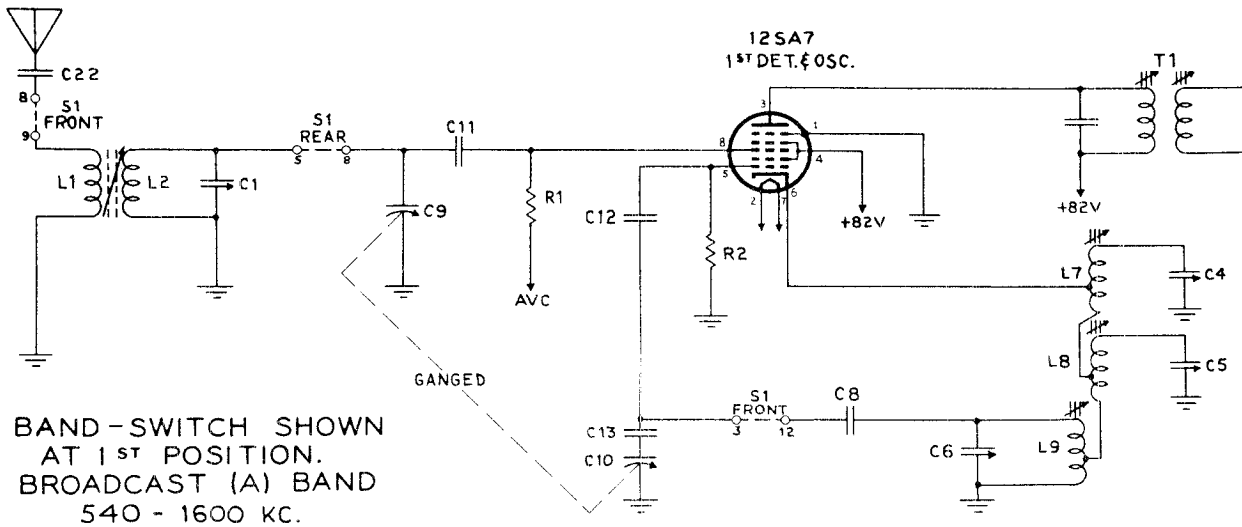 C22
8
S1
FRONT
9
L1
L2
C1
S1
REAR
5
8
C11
C9
R1
AVC
12SA7
1ST DET. & OSC.
3
1
8
4
5
6
2
7
C12
R2
+82V
T1
+82V
L7
C4
L8
C5
GANGED
S1
FRONT
3
12
C8
C13
C10
C6
L9
BAND-SWITCH SHOWN
AT 1ST POSITION.
BROADCAST (A) BAND
540 - 1600 KC.